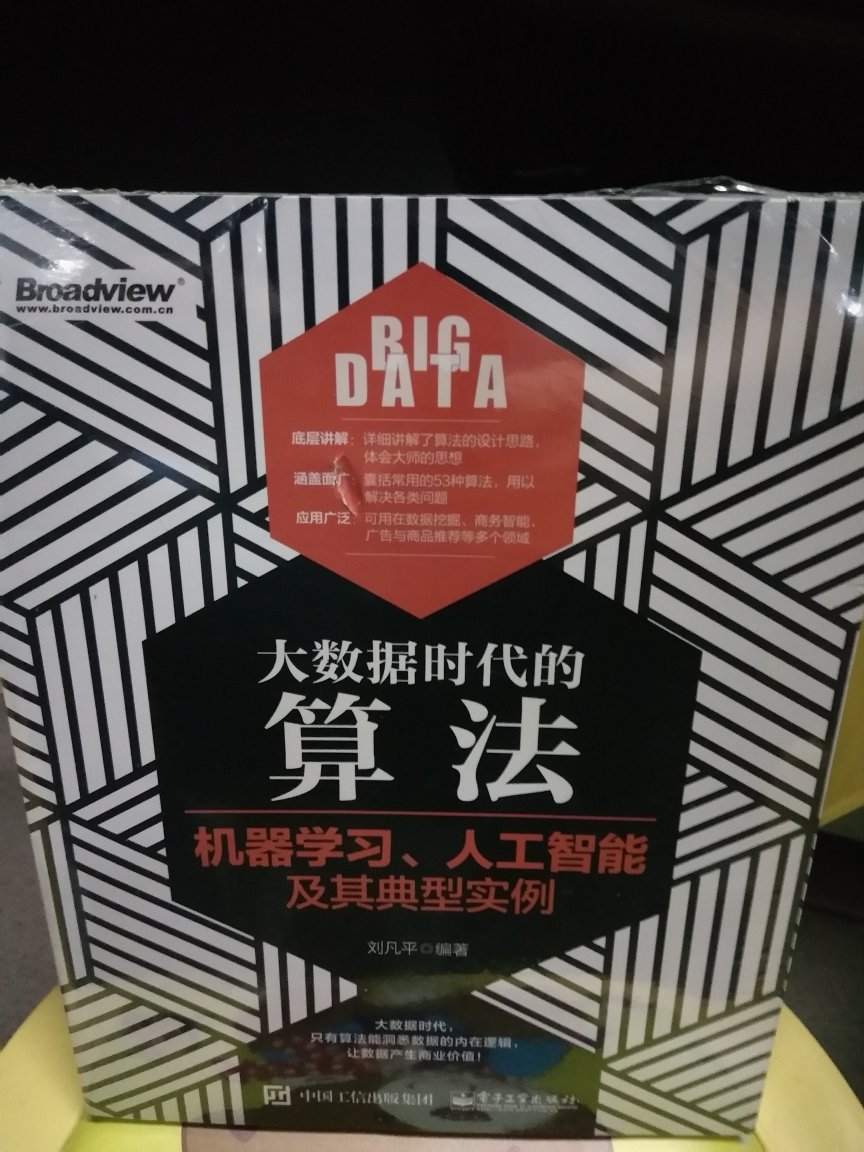 Broadview®
www.broadview.com.cn
BIG
DATA
底层讲解：详细讲解了算法的设计思路，
体会大师的思想
涵盖面广：囊括常用的53种算法，用以
解决各类问题
应用广泛：可用在数据挖掘、商务智能、
广告与商品推荐等多个领域
大数据时代的
算法
机器学习、人工智能
及其典型实例
刘凡平◎编著
大数据时代，
只有算法能洞悉数据的内在逻辑，
让数据产生商业价值！
中国工信出版集团
电子工业出版社